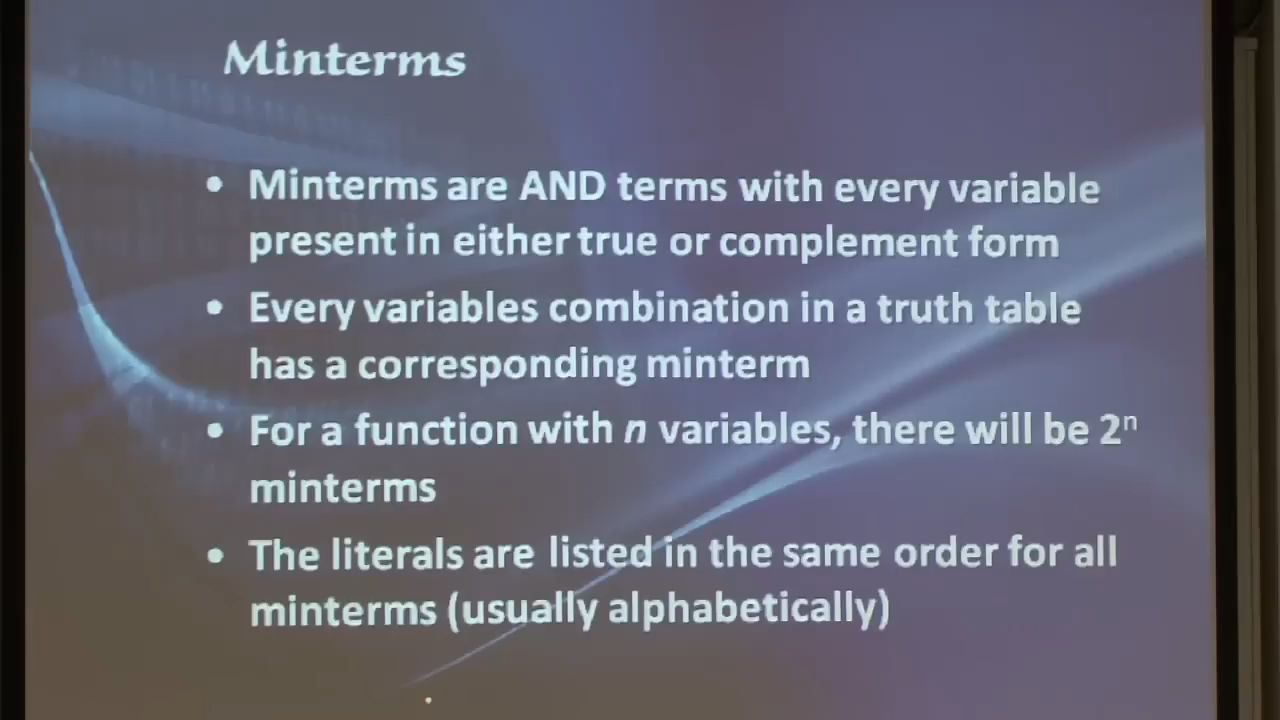 Minterms
• Minterms are AND terms with every variable
present in either true or complement form
• Every variables combination in a truth table
has a corresponding minterm
• For a function with n variables, there will be 2ⁿ
minterms
• The literals are listed in the same order for all
minterms (usually alphabetically)